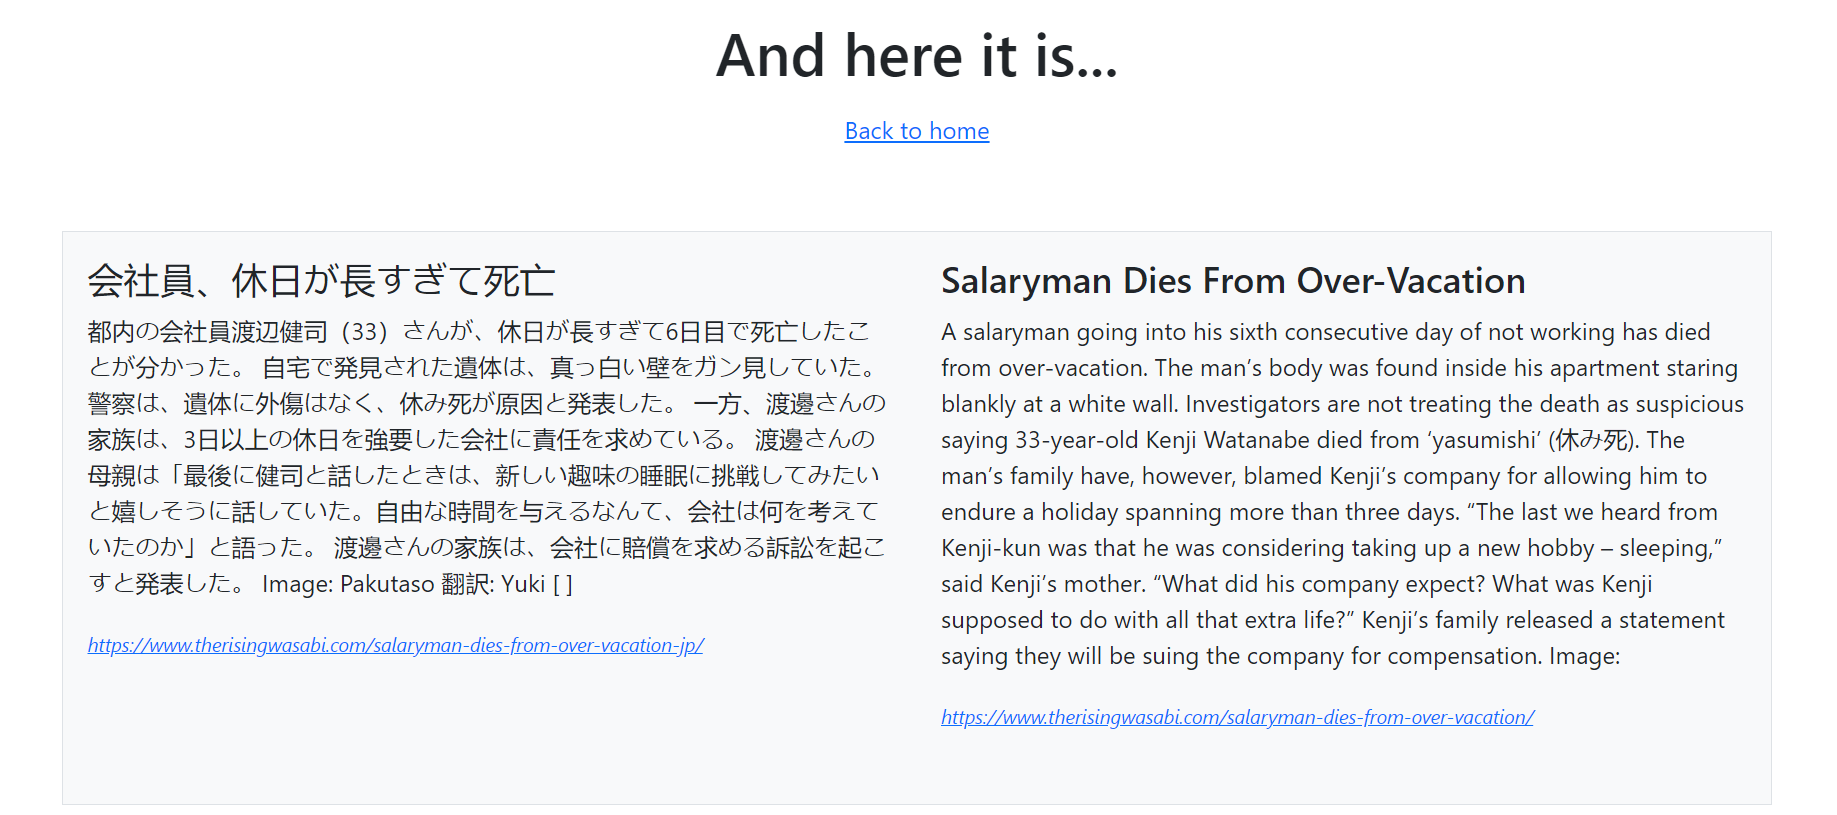 And here it is...
Back to home
会社員、休日が長すぎて死亡
都内の会社員渡辺健司（33）さんが、休日が長すぎて6日目で死亡したこ
とが分かった。 自宅で発見された遺体は、真っ白い壁をガン見していた。
警察は、遺体に外傷はなく、休み死が原因と発表した。 一方、渡邊さんの
家族は、3日以上の休日を強要した会社に責任を求めている。 渡邊さんの
母親は「最後に健司と話したときは、新しい趣味の睡眠に挑戦してみたい
と嬉しそうに話していた。自由な時間を与えるなんて、会社は何を考えて
いたのか」と語った。 渡邊さんの家族は、会社に賠償を求める訴訟を起こ
すと発表した。 Image: Pakutaso 翻訳: Yuki [ ]
https://www.therisingwasabi.com/salaryman-dies-from-over-vacation-jp/
Salaryman Dies From Over-Vacation
A salaryman going into his sixth consecutive day of not working has died
from over-vacation. The man’s body was found inside his apartment staring
blankly at a white wall. Investigators are not treating the death as suspicious
saying 33-year-old Kenji Watanabe died from ‘yasumishi’ (休み死). The
man’s family have, however, blamed Kenji’s company for allowing him to
endure a holiday spanning more than three days. “The last we heard from
Kenji-kun was that he was considering taking up a new hobby – sleeping,”
said Kenji’s mother. “What did his company expect? What was Kenji
supposed to do with all that extra life?” Kenji’s family released a statement
saying they will be suing the company for compensation. Image:
https://www.therisingwasabi.com/salaryman-dies-from-over-vacation/